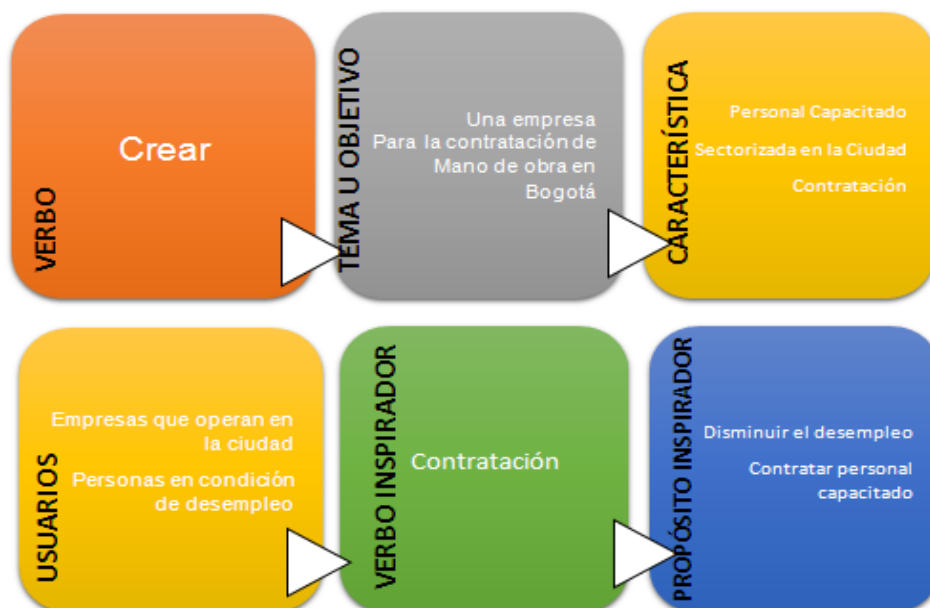 VERBO
Crear
TEMA U OBJETIVO
Una empresa
Para la contratación de
Mano de obra en
Bogotá
CARACTERÍSTICA
Personal Capacitado
Sectorizada en la Ciudad
Contratación
USUARIOS
Empresas que operan en
la ciudad
Personas en condición
de desempleo
VERBO INSPIRADOR
Contratación
PROPÓSITO INSPIRADOR
Disminuir el desempleo
Contratar personal
capacitado